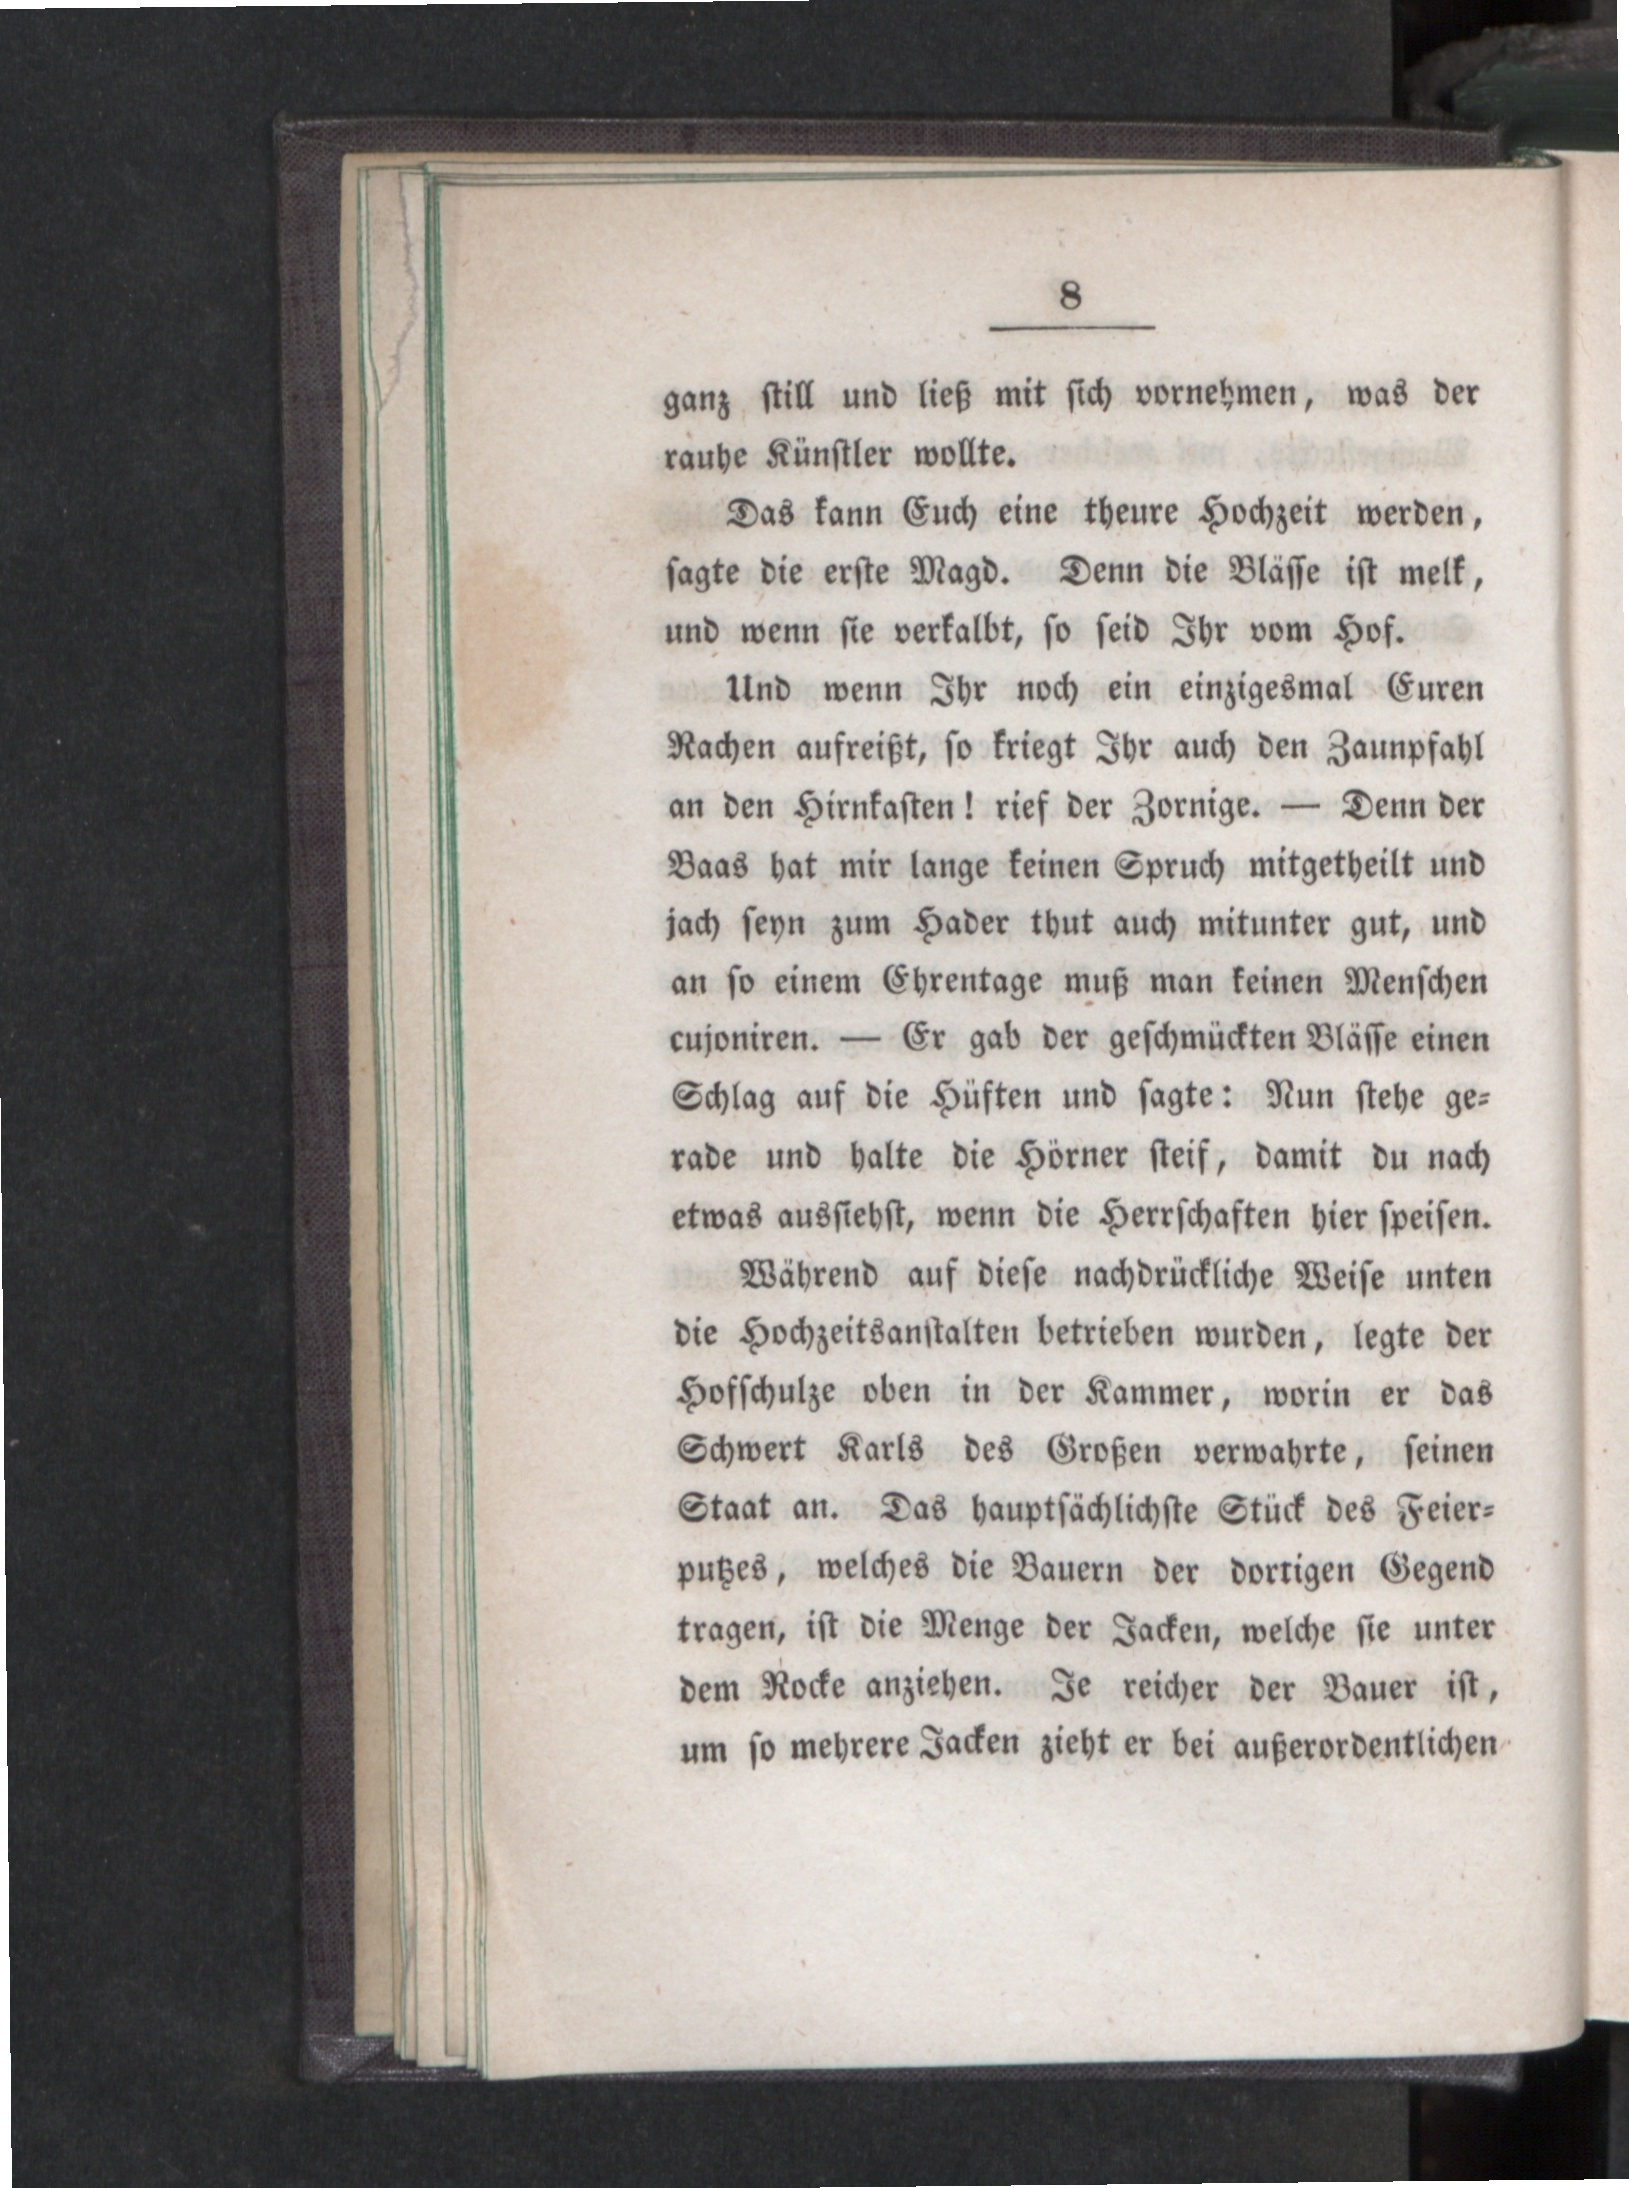 8
ganz still und ließ mit sich vornehmen, was der
rauhe Künstler wollte.
Das kann Euch eine theure Hochzeit werden,
sagte die erste Magd. Denn die Blässe ist melk,
und wenn sie verkalbt, so seid Ihr vom Hof.
Und wenn Ihr noch ein einzigesmal Euren
Rachen aufreißt, so kriegt Ihr auch den Zaunpfahl
an den Hirnkasten! rief der Zornige. — Denn der
Baas hat mir lange keinen Spruch mitgetheilt und
jach seyn zum Hader thut auch mitunter gut, und
an so einem Ehrentage muß man keinen Menschen
cujoniren. — Er gab der geschmückten Blässe einen
Schlag auf die Hüften und sagte: Nun stehe ge-
rade und halte die Hörner steif, damit du nach
etwas aussiehst, wenn die Herrschaften hier speisen.
Während auf diese nachdrückliche Weise unten
die Hochzeitsanstalten betrieben wurden, legte der
Hofschulze oben in der Kammer, worin er das
Schwert Karls des Großen verwahrte, seinen
Staat an. Das hauptsächlichste Stück des Feier-
putzes, welches die Bauern der dortigen Gegend
tragen, ist die Menge der Jacken, welche sie unter
dem Rocke anziehen. Je reicher der Bauer ist,
um so mehrere Jacken zieht er bei außerordentlichen